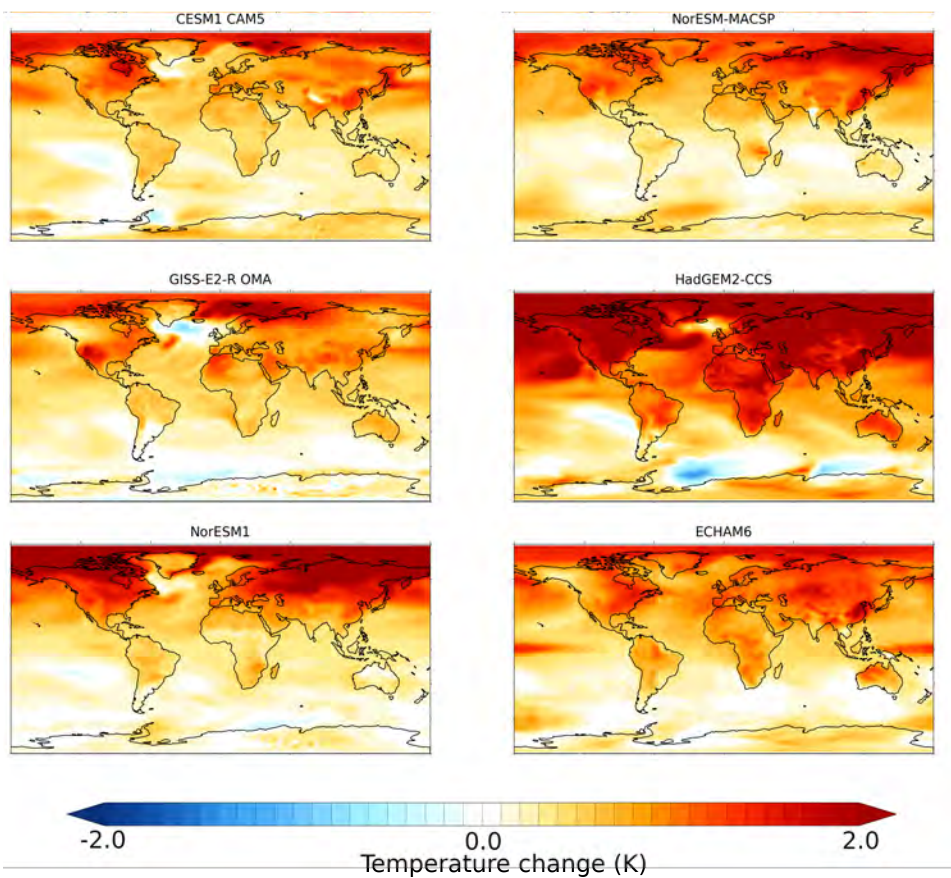 CESM1 CAM5
NorESM-MACSP
GISS-E2-R OMA
HadGEM2-CCS
NorESM1
ECHAM6
-2.0
0.0
2.0
Temperature change (K)